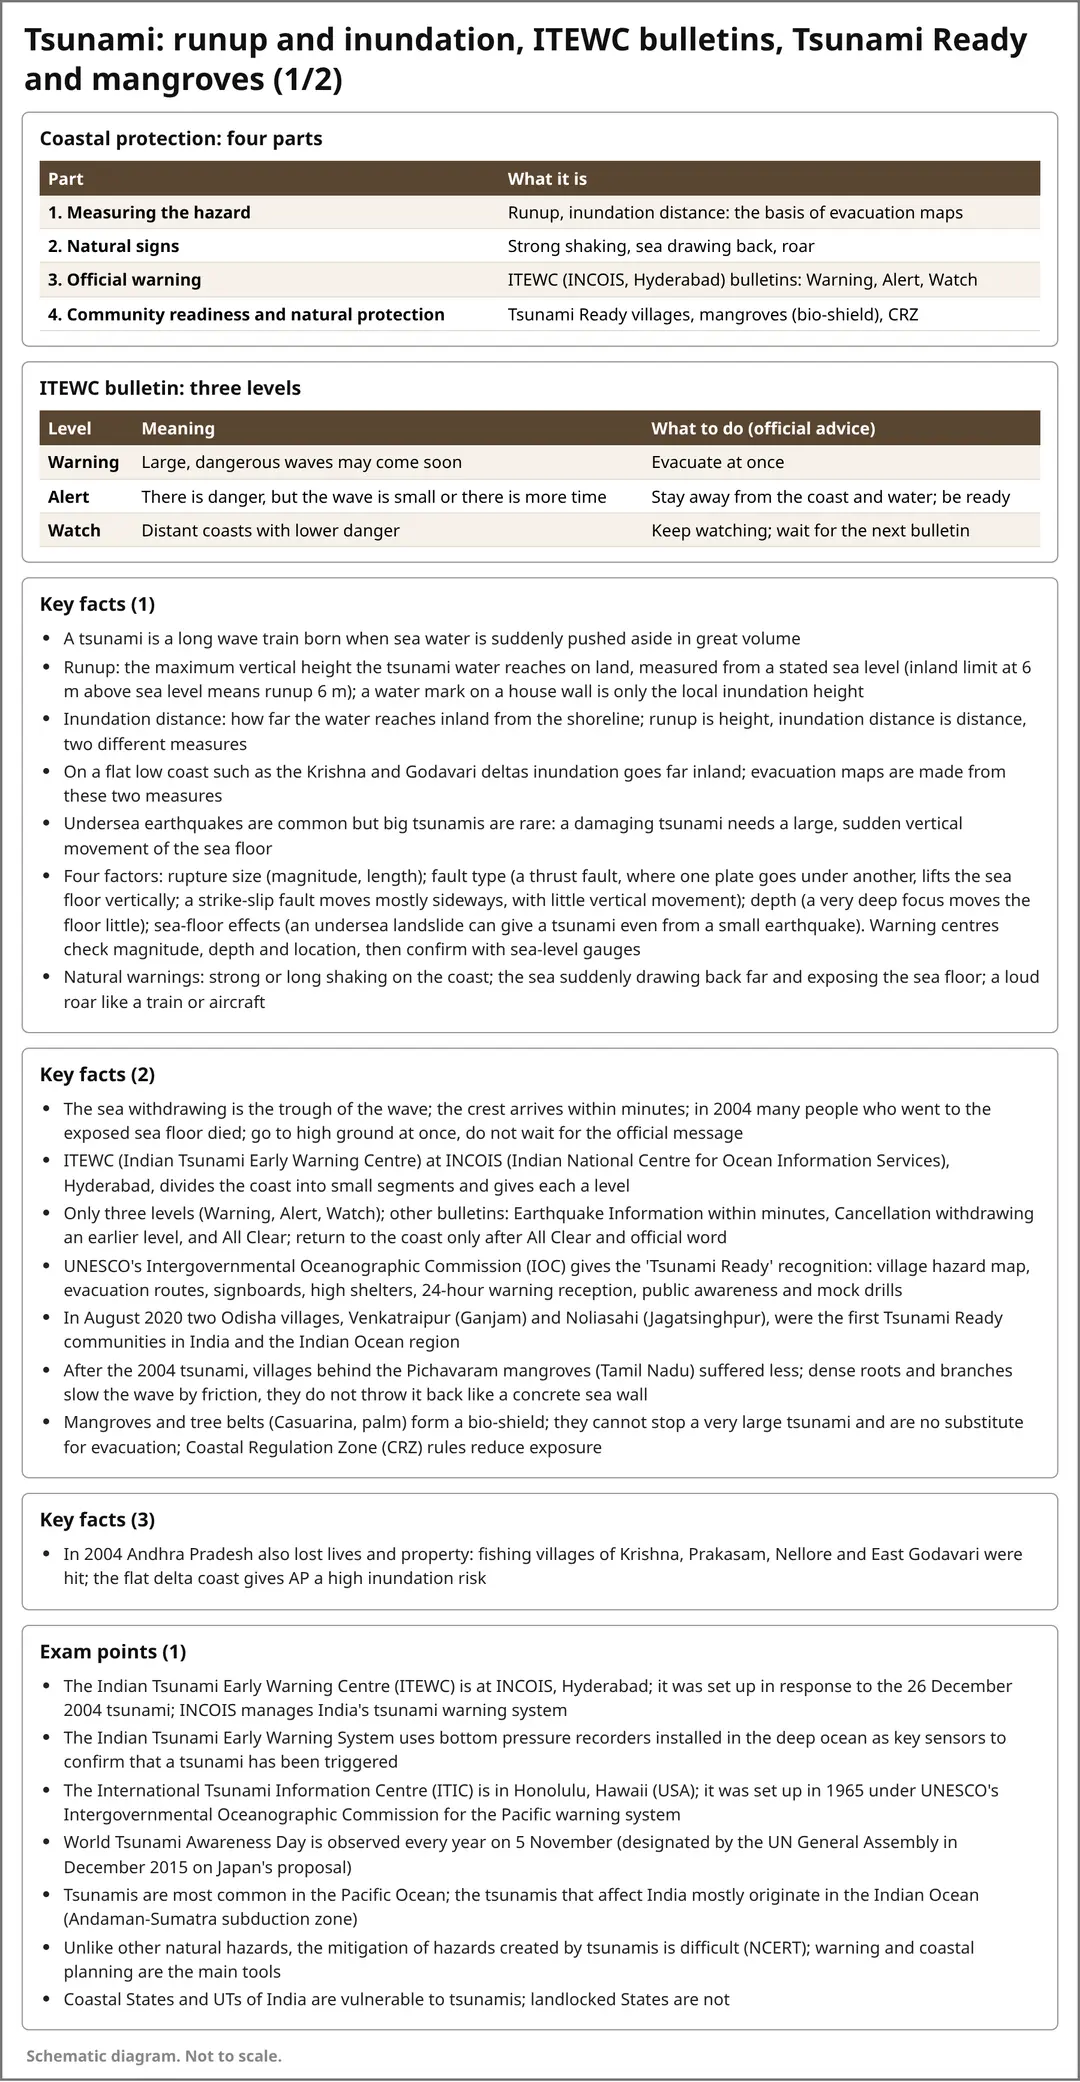 Tsunami: runup and inundation, ITEWC bulletins, Tsunami Ready
and mangroves (1/2)
Coastal protection: four parts
Part What it is
1. Measuring the hazard Runup, inundation distance: the basis of evacuation maps
2. Natural signs Strong shaking, sea drawing back, roar
3. Official warning ITEWC (INCOIS, Hyderabad) bulletins: Warning, Alert, Watch
4. Community readiness and natural protection Tsunami Ready villages, mangroves (bio-shield), CRZ
ITEWC bulletin: three levels
Level Meaning What to do (official advice)
Warning Large, dangerous waves may come soon Evacuate at once
Alert There is danger, but the wave is small or there is more time Stay away from the coast and water; be ready
Watch Distant coasts with lower danger Keep watching; wait for the next bulletin
Key facts (1)
• A tsunami is a long wave train born when sea water is suddenly pushed aside in great volume
• Runup: the maximum vertical height the tsunami water reaches on land, measured from a stated sea level (inland limit at 6
m above sea level means runup 6 m); a water mark on a house wall is only the local inundation height
• Inundation distance: how far the water reaches inland from the shoreline; runup is height, inundation distance is distance,
two different measures
• On a flat low coast such as the Krishna and Godavari deltas inundation goes far inland; evacuation maps are made from
these two measures
• Undersea earthquakes are common but big tsunamis are rare: a damaging tsunami needs a large, sudden vertical
movement of the sea floor
• Four factors: rupture size (magnitude, length); fault type (a thrust fault, where one plate goes under another, lifts the sea
floor vertically; a strike-slip fault moves mostly sideways, with little vertical movement); depth (a very deep focus moves the
floor little); sea-floor effects (an undersea landslide can give a tsunami even from a small earthquake). Warning centres
check magnitude, depth and location, then confirm with sea-level gauges
• Natural warnings: strong or long shaking on the coast; the sea suddenly drawing back far and exposing the sea floor; a loud
roar like a train or aircraft
Key facts (2)
• The sea withdrawing is the trough of the wave; the crest arrives within minutes; in 2004 many people who went to the
exposed sea floor died; go to high ground at once, do not wait for the official message
• ITEWC (Indian Tsunami Early Warning Centre) at INCOIS (Indian National Centre for Ocean Information Services),
Hyderabad, divides the coast into small segments and gives each a level
• Only three levels (Warning, Alert, Watch); other bulletins: Earthquake Information within minutes, Cancellation withdrawing
an earlier level, and All Clear; return to the coast only after All Clear and official word
• UNESCO's Intergovernmental Oceanographic Commission (IOC) gives the 'Tsunami Ready' recognition: village hazard map,
evacuation routes, signboards, high shelters, 24-hour warning reception, public awareness and mock drills
• In August 2020 two Odisha villages, Venkatraipur (Ganjam) and Noliasahi (Jagatsinghpur), were the first Tsunami Ready
communities in India and the Indian Ocean region
• After the 2004 tsunami, villages behind the Pichavaram mangroves (Tamil Nadu) suffered less; dense roots and branches
slow the wave by friction, they do not throw it back like a concrete sea wall
• Mangroves and tree belts (Casuarina, palm) form a bio-shield; they cannot stop a very large tsunami and are no substitute
for evacuation; Coastal Regulation Zone (CRZ) rules reduce exposure
Key facts (3)
• In 2004 Andhra Pradesh also lost lives and property: fishing villages of Krishna, Prakasam, Nellore and East Godavari were
hit; the flat delta coast gives AP a high inundation risk
Exam points (1)
• The Indian Tsunami Early Warning Centre (ITEWC) is at INCOIS, Hyderabad; it was set up in response to the 26 December
2004 tsunami; INCOIS manages India's tsunami warning system
• The Indian Tsunami Early Warning System uses bottom pressure recorders installed in the deep ocean as key sensors to
confirm that a tsunami has been triggered
• The International Tsunami Information Centre (ITIC) is in Honolulu, Hawaii (USA); it was set up in 1965 under UNESCO's
Intergovernmental Oceanographic Commission for the Pacific warning system
• World Tsunami Awareness Day is observed every year on 5 November (designated by the UN General Assembly in
December 2015 on Japan's proposal)
• Tsunamis are most common in the Pacific Ocean; the tsunamis that affect India mostly originate in the Indian Ocean
(Andaman-Sumatra subduction zone)
• Unlike other natural hazards, the mitigation of hazards created by tsunamis is difficult (NCERT); warning and coastal
planning are the main tools
• Coastal States and UTs of India are vulnerable to tsunamis; landlocked States are not
Schematic diagram. Not to scale.